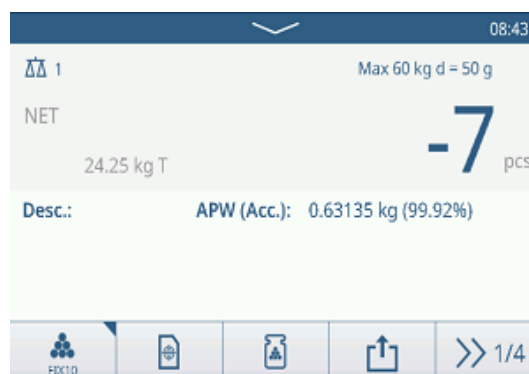 08:43
1 Max 60 kg d = 50 g
NET
-7 pcs
24.25 kg T
Desc.: APW (Acc.): 0.63135 kg (99.92%)
FIX10
1/4